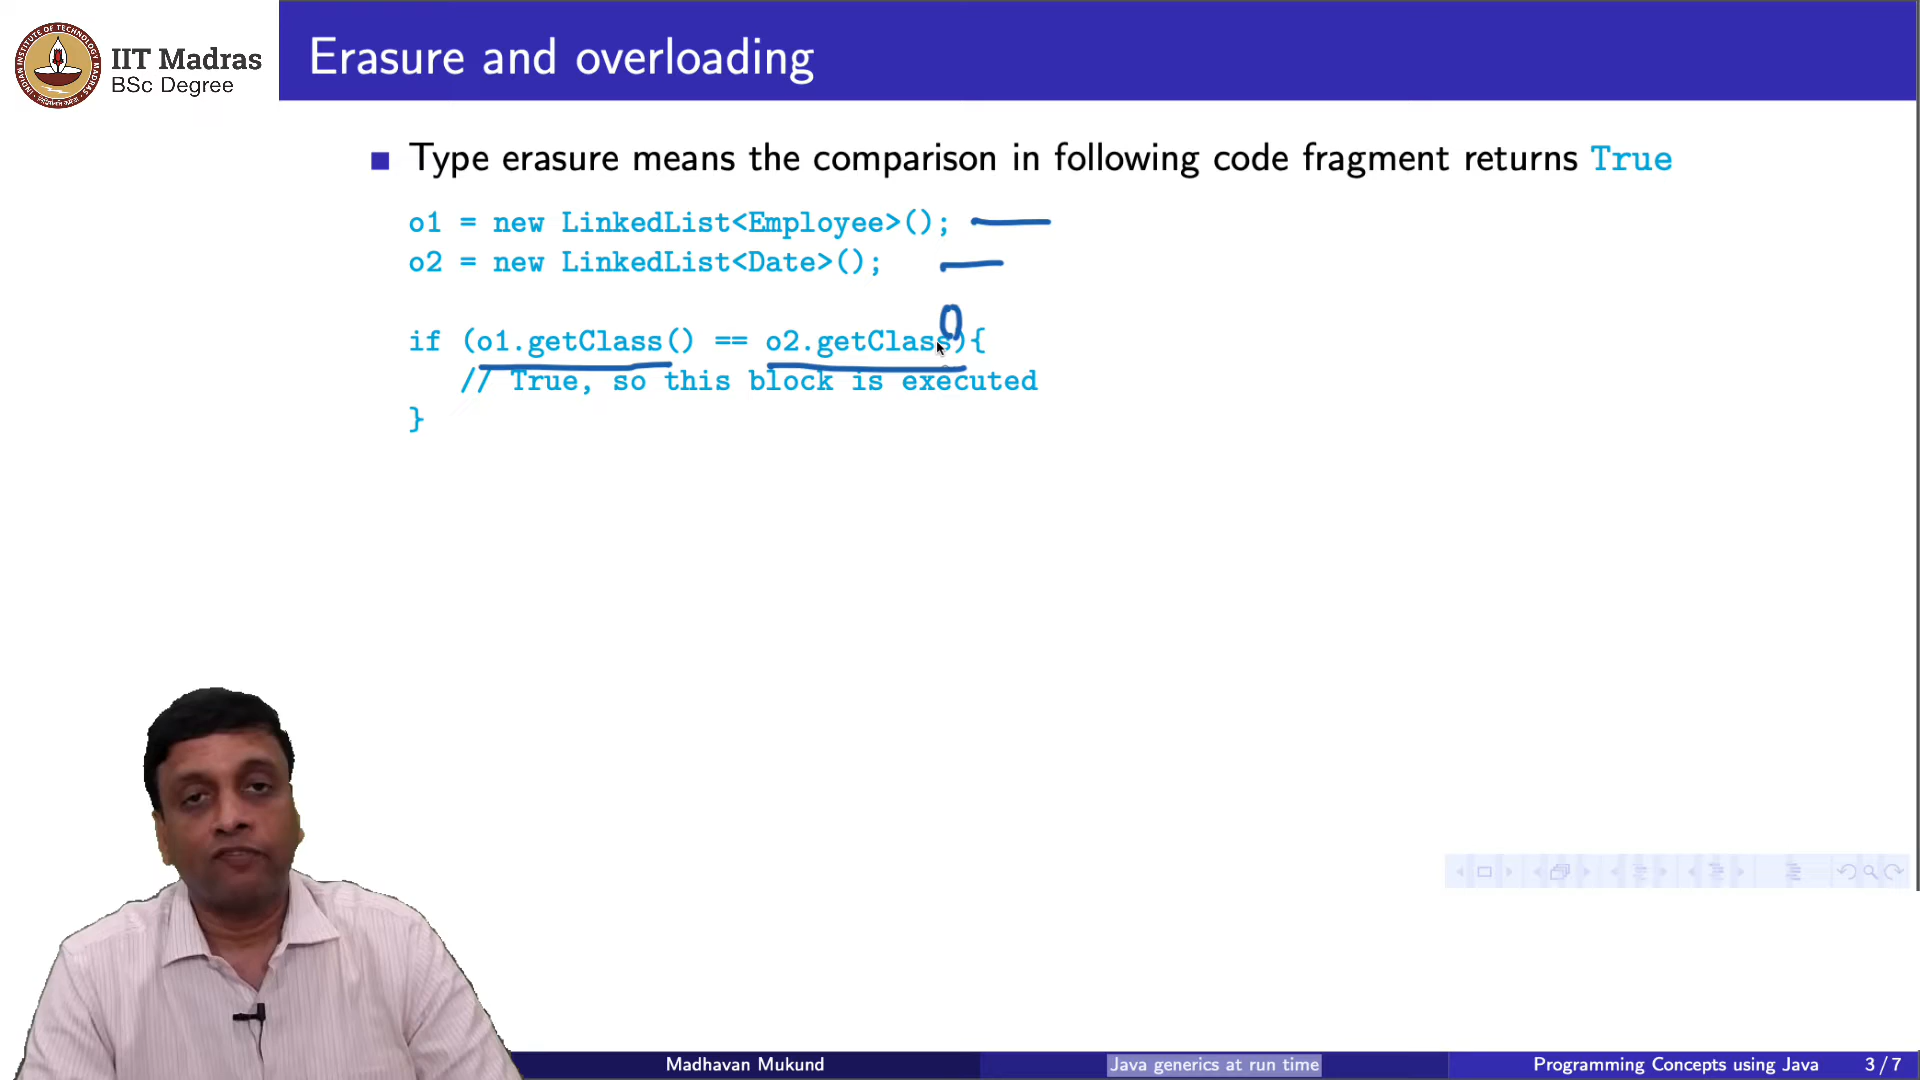 IIT Madras
BSc Degree
Erasure and overloading
Type erasure means the comparison in following code fragment returns True
o1 = new LinkedList<Employee>();
o2 = new LinkedList<Date>();
if (o1.getClass() == o2.getClass){
()
// True, so this block is executed
}
Madhavan Mukund
Java generics at run time
Programming Concepts using Java
3 / 7